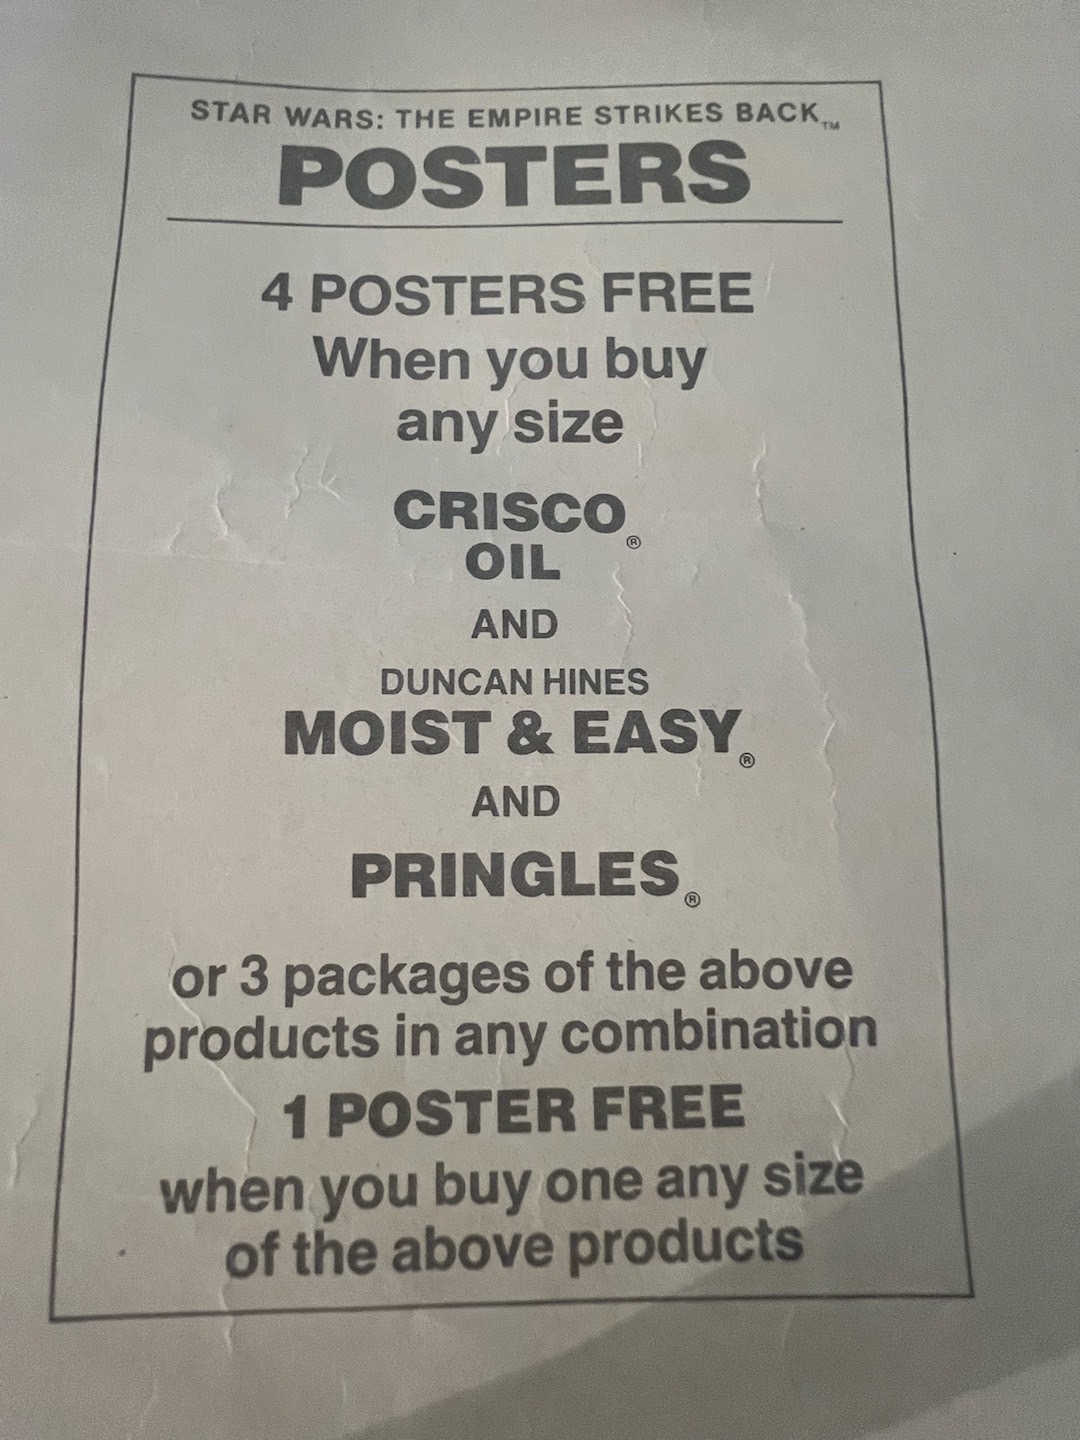 STAR WARS: THE EMPIRE STRIKES BACK™
POSTERS
4 POSTERS FREE
When you buy
any size
CRISCO®
OIL
AND
DUNCAN HINES
MOIST & EASY®
AND
PRINGLES®
or 3 packages of the above
products in any combination
1 POSTER FREE
when you buy one any size
of the above products